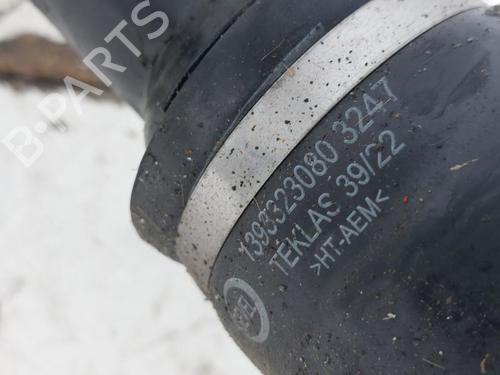 B-PARTS
1393323080 3247
TEKLAS 39/22
>HT-AEM<